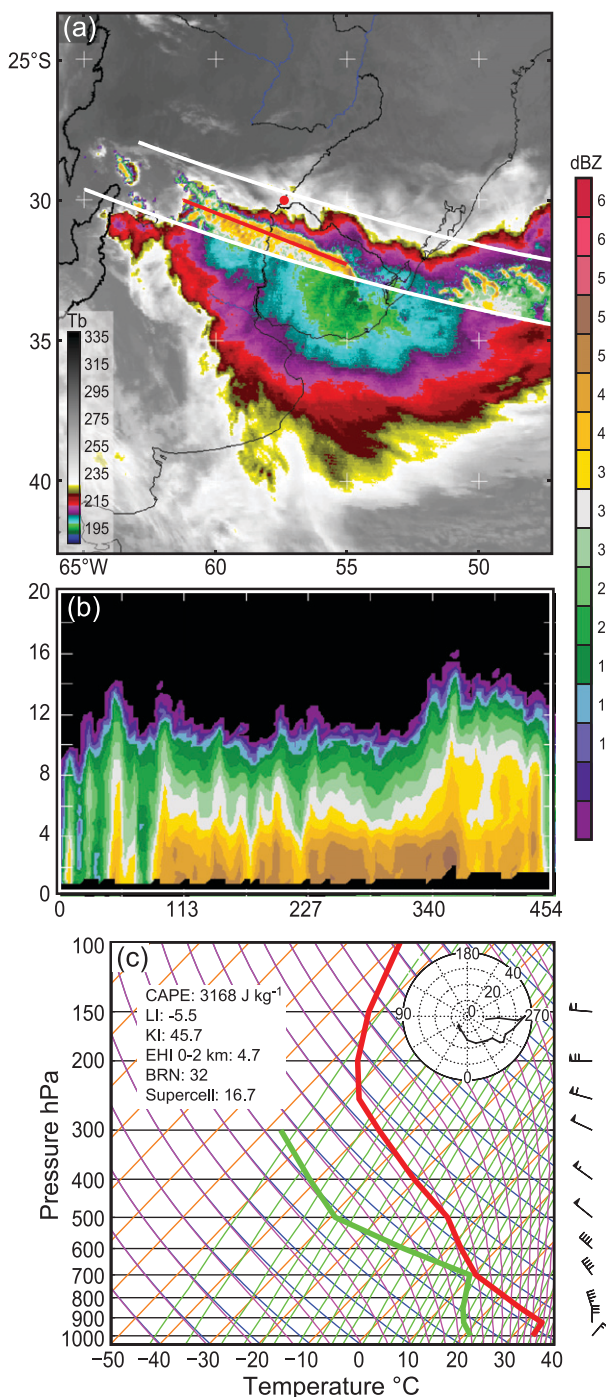 (a)
25°S
30
35
40
65°W 60 55 50
Tb
335
315
295
275
255
235
215
195
dBZ
6
6
5
5
5
4
4
3
3
3
2
2
1
1
1
(b)
20
16
12
8
4
0
0 113 227 340 454
(c)
100
150
200
300
400
500
600
700
800
900
1000
Pressure hPa
CAPE: 3168 J kg-1
LI: -5.5
KI: 45.7
EHI 0-2 km: 4.7
BRN: 32
Supercell: 16.7
180
40
20
0
90
270
0
−50 −40 −30 −20 −10 0 10 20 30 40
Temperature °C